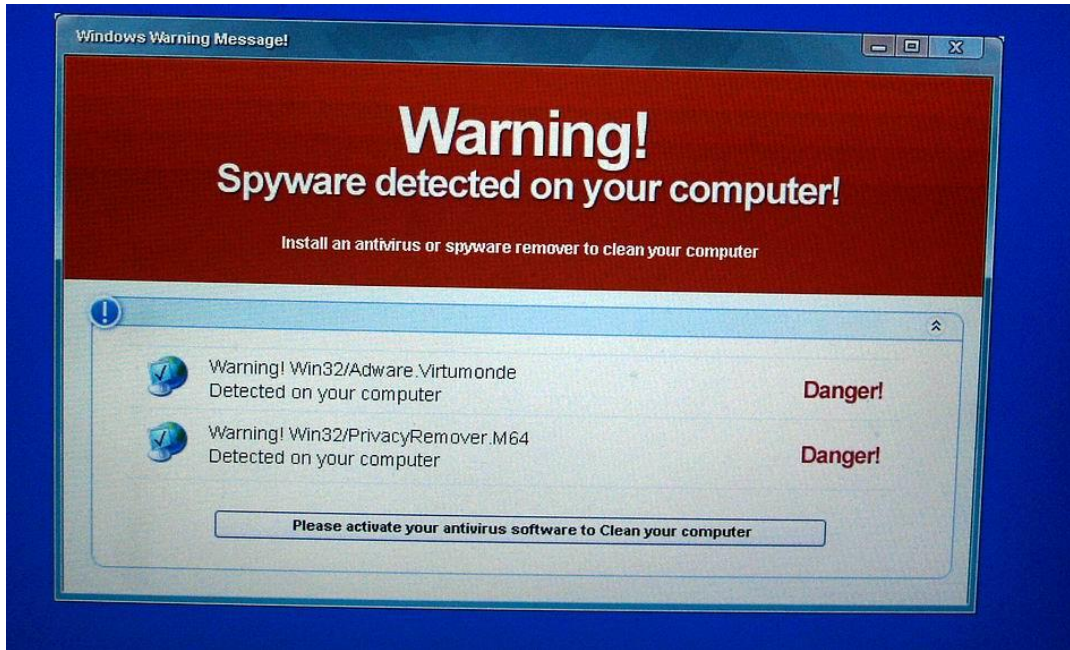 Windows Warning Message!
Warning!
Spyware detected on your computer!
Install an antivirus or spyware remover to clean your computer
Warning! Win32/Adware.Virtumonde
Detected on your computer
Danger!
Warning! Win32/PrivacyRemover.M64
Detected on your computer
Danger!
Please activate your antivirus software to Clean your computer